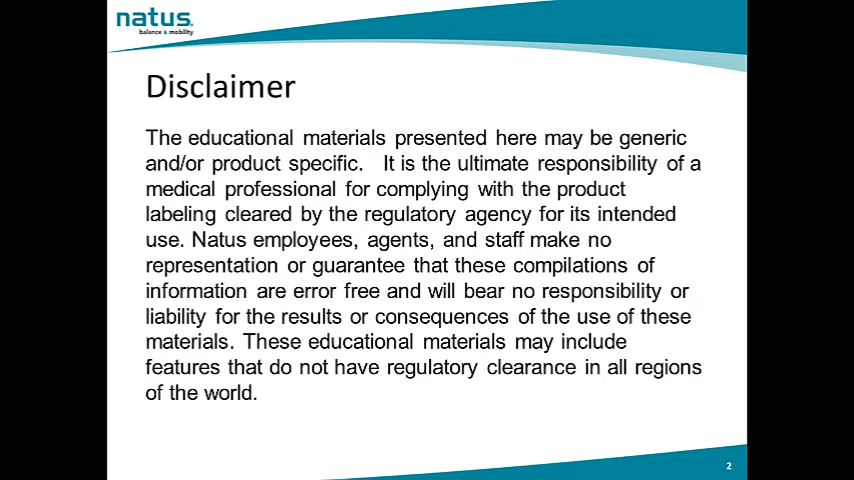 natus.
balance & mobility
Disclaimer
The educational materials presented here may be generic
and/or product specific. It is the ultimate responsibility of a
medical professional for complying with the product
labeling cleared by the regulatory agency for its intended
use. Natus employees, agents, and staff make no
representation or guarantee that these compilations of
information are error free and will bear no responsibility or
liability for the results or consequences of the use of these
materials. These educational materials may include
features that do not have regulatory clearance in all regions
of the world.
2